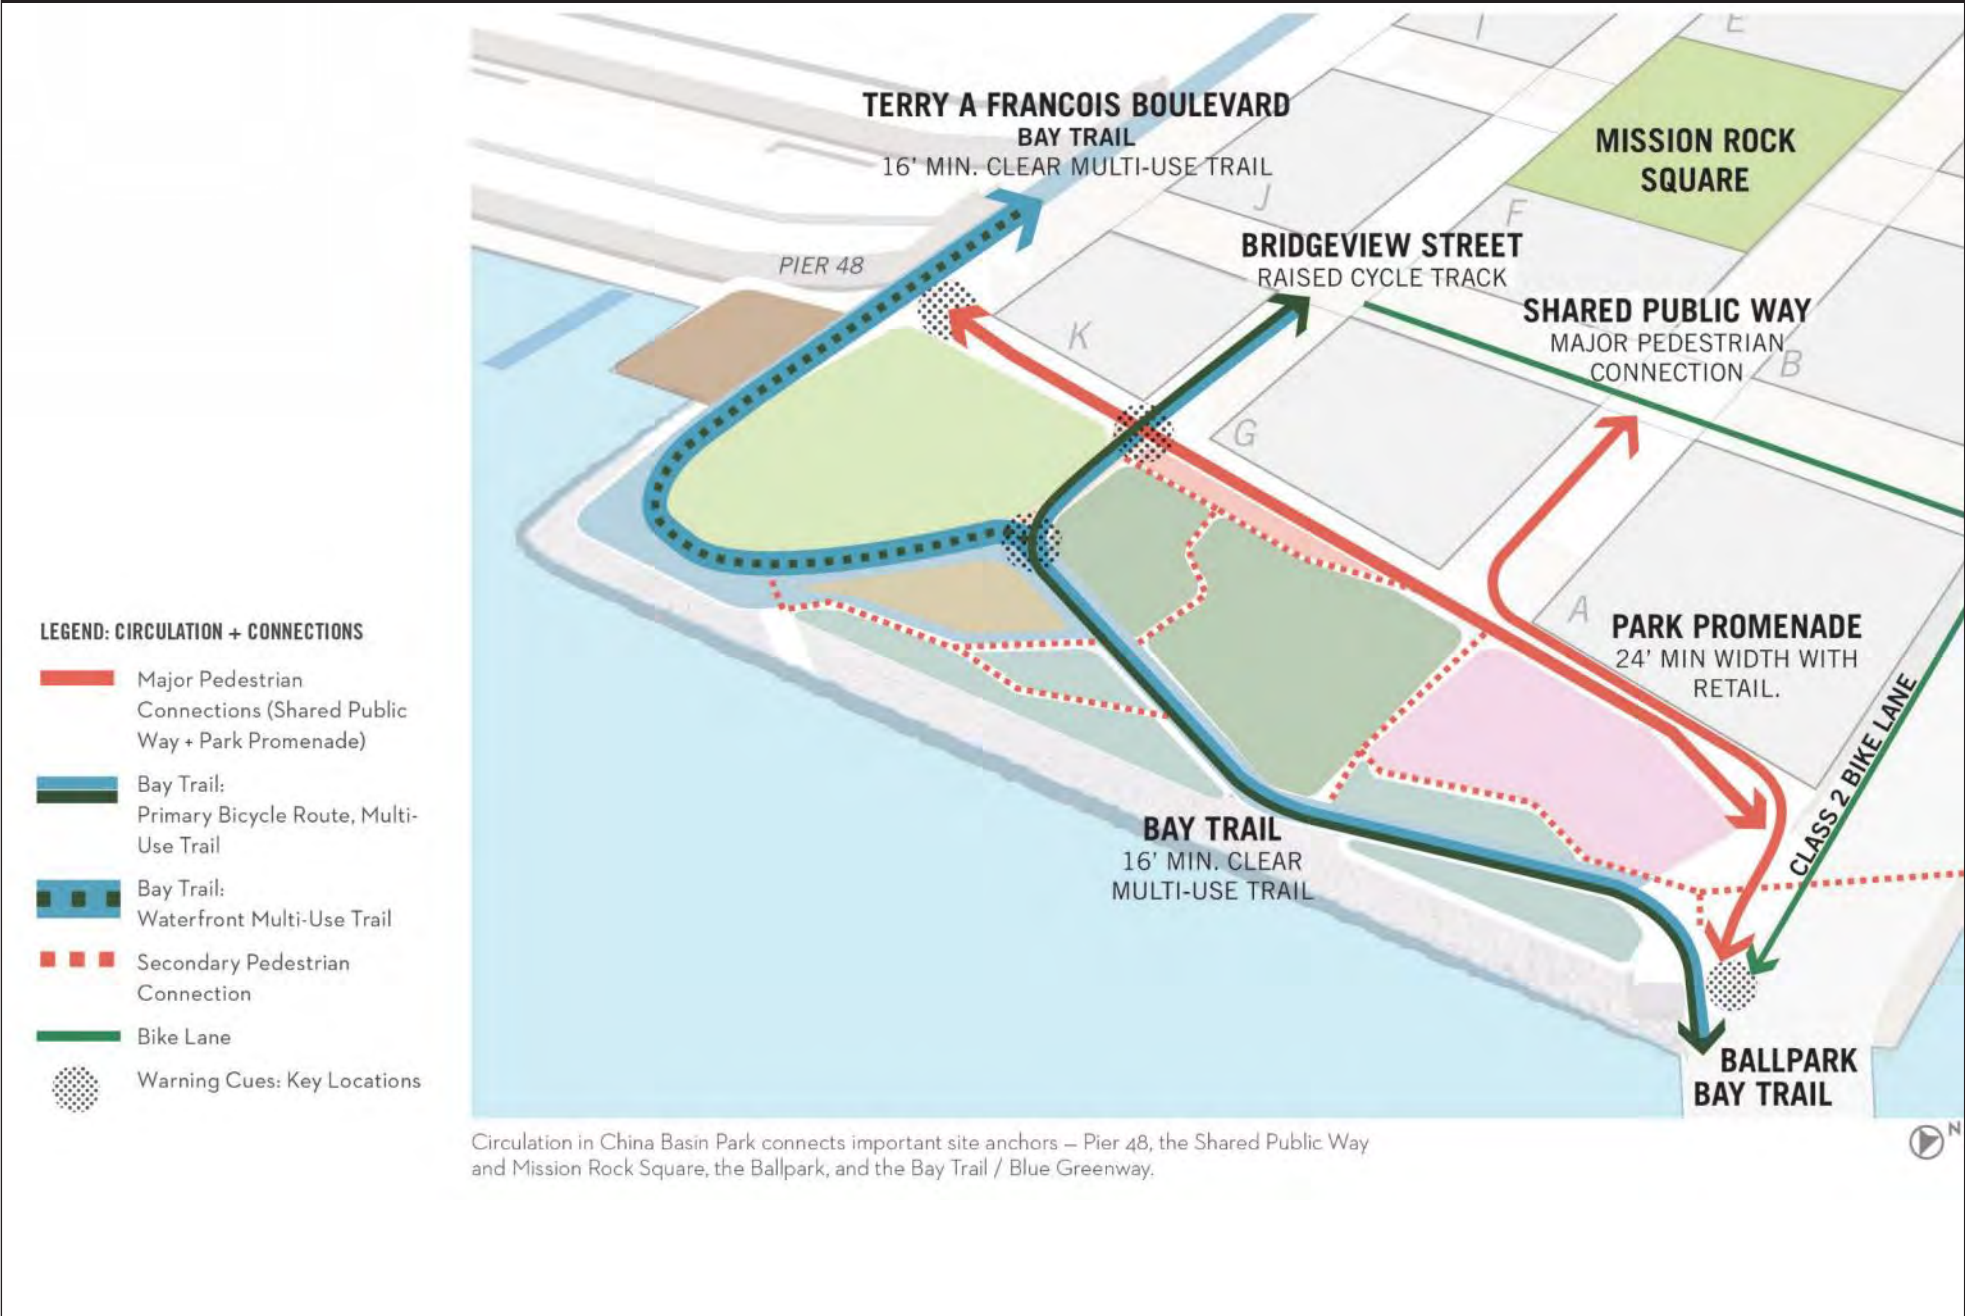 I
E
TERRY A FRANCOIS BOULEVARD
BAY TRAIL
16' MIN. CLEAR MULTI-USE TRAIL
MISSION ROCK
SQUARE
J
F
PIER 48
BRIDGEVIEW STREET
RAISED CYCLE TRACK
SHARED PUBLIC WAY
MAJOR PEDESTRIAN
CONNECTION
K
B
G
A
PARK PROMENADE
24' MIN WIDTH WITH
RETAIL.
CLASS 2 BIKE LANE
BAY TRAIL
16' MIN. CLEAR
MULTI-USE TRAIL
BALLPARK
BAY TRAIL
LEGEND: CIRCULATION + CONNECTIONS
Major Pedestrian
Connections (Shared Public
Way + Park Promenade)
Bay Trail:
Primary Bicycle Route, Multi-
Use Trail
Bay Trail:
Waterfront Multi-Use Trail
Secondary Pedestrian
Connection
Bike Lane
Warning Cues: Key Locations
Circulation in China Basin Park connects important site anchors – Pier 48, the Shared Public Way
and Mission Rock Square, the Ballpark, and the Bay Trail / Blue Greenway.
N